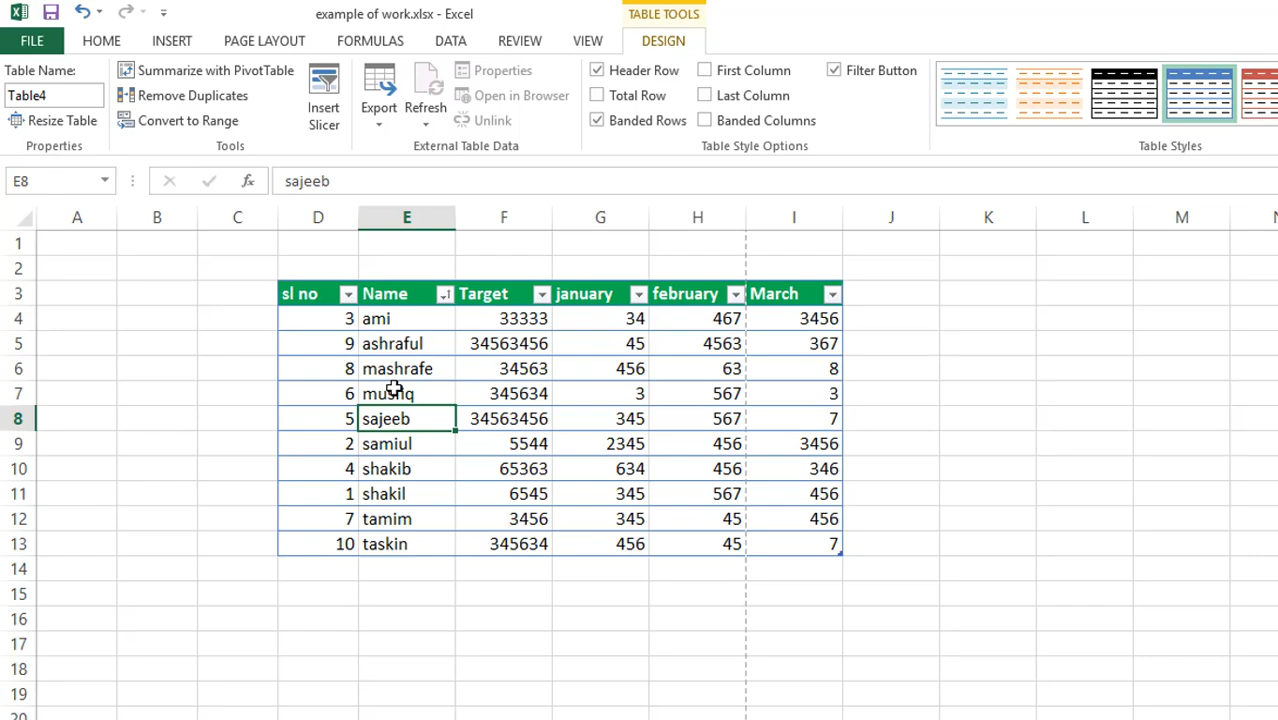 example of work.xlsx - Excel
TABLE TOOLS
FILE HOME INSERT PAGE LAYOUT FORMULAS DATA REVIEW VIEW DESIGN
Table Name:
Table4
Resize Table
Properties
Summarize with PivotTable
Remove Duplicates
Convert to Range
Insert
Slicer
Tools
Export Refresh
Properties
Open in Browser
Unlink
External Table Data
Header Row First Column Filter Button
Total Row Last Column
Banded Rows Banded Columns
Table Style Options
Table Styles
E8 fx sajeeb
A B C D E F G H I J K L M N
1
2
3 sl no Name Target january february March
4 3 ami 33333 34 467 3456
5 9 ashraful 34563456 45 4563 367
6 8 mashrafe 34563 456 63 8
7 6 345634 3 567 3
8 5 sajeeb 34563456 345 567 7
9 2 samiul 5544 2345 456 3456
10 4 shakib 65363 634 456 346
11 1 shakil 6545 345 567 456
12 7 tamim 3456 345 45 456
13 10 taskin 345634 456 45 7
14
15
16
17
18
19
20